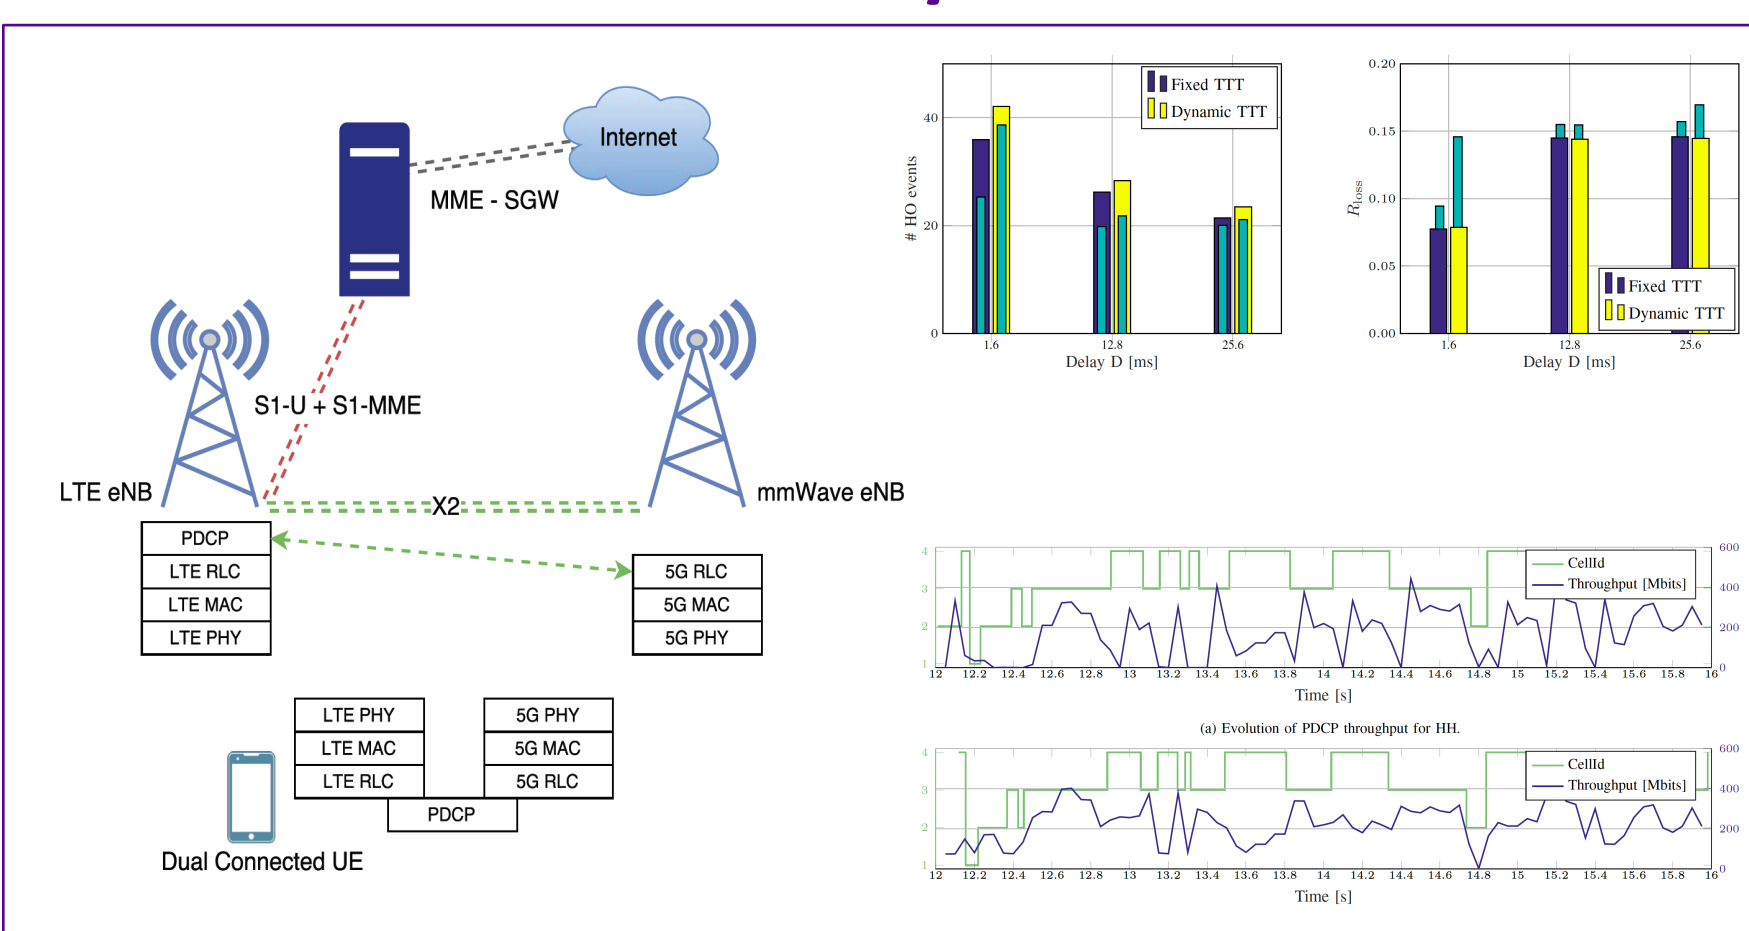 Internet
MME - SGW
S1-U + S1-MME
LTE eNB
X2
mmWave eNB
PDCP
LTE RLC
LTE MAC
LTE PHY
5G RLC
5G MAC
5G PHY
LTE PHY
LTE MAC
LTE RLC
5G PHY
5G MAC
5G RLC
PDCP
Dual Connected UE
# HO events
40
20
0
Fixed TTT
Dynamic TTT
1.6 12.8 25.6
Delay D [ms]
Rloss
0.20
0.15
0.10
0.05
0.00
Fixed TTT
Dynamic TTT
1.6 12.8 25.6
Delay D [ms]
4
3
2
1
CellId
Throughput [Mbits]
600
400
200
0
12 12.2 12.4 12.6 12.8 13 13.2 13.4 13.6 13.8 14 14.2 14.4 14.6 14.8 15 15.2 15.4 15.6 15.8 16
Time [s]
(a) Evolution of PDCP throughput for HH.
4
3
2
1
CellId
Throughput [Mbits]
600
400
200
0
12 12.2 12.4 12.6 12.8 13 13.2 13.4 13.6 13.8 14 14.2 14.4 14.6 14.8 15 15.2 15.4 15.6 15.8 16
Time [s]